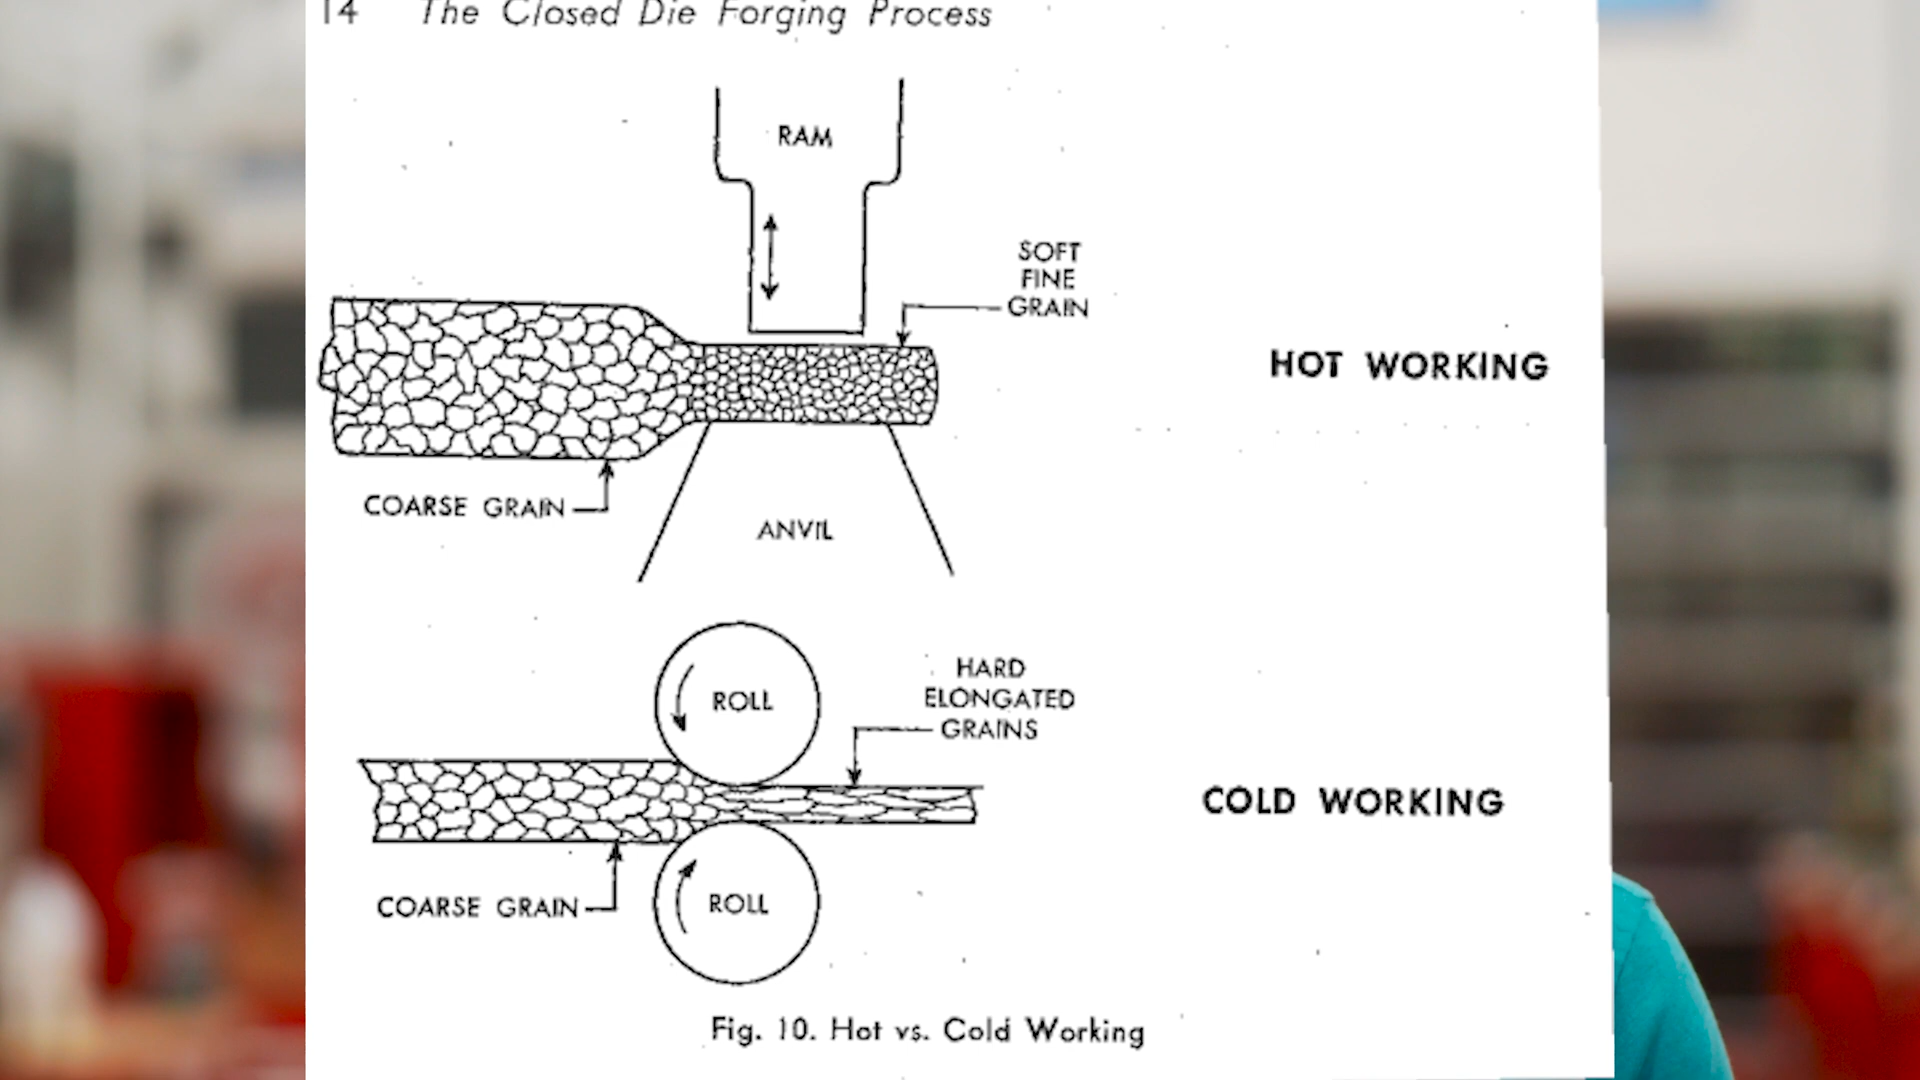 14 The Closed Die Forging Process
RAM
SOFT
FINE
GRAIN
HOT WORKING
COARSE GRAIN
ANVIL
ROLL
HARD
ELONGATED
GRAINS
COLD WORKING
COARSE GRAIN
ROLL
Fig. 10. Hot vs. Cold Working